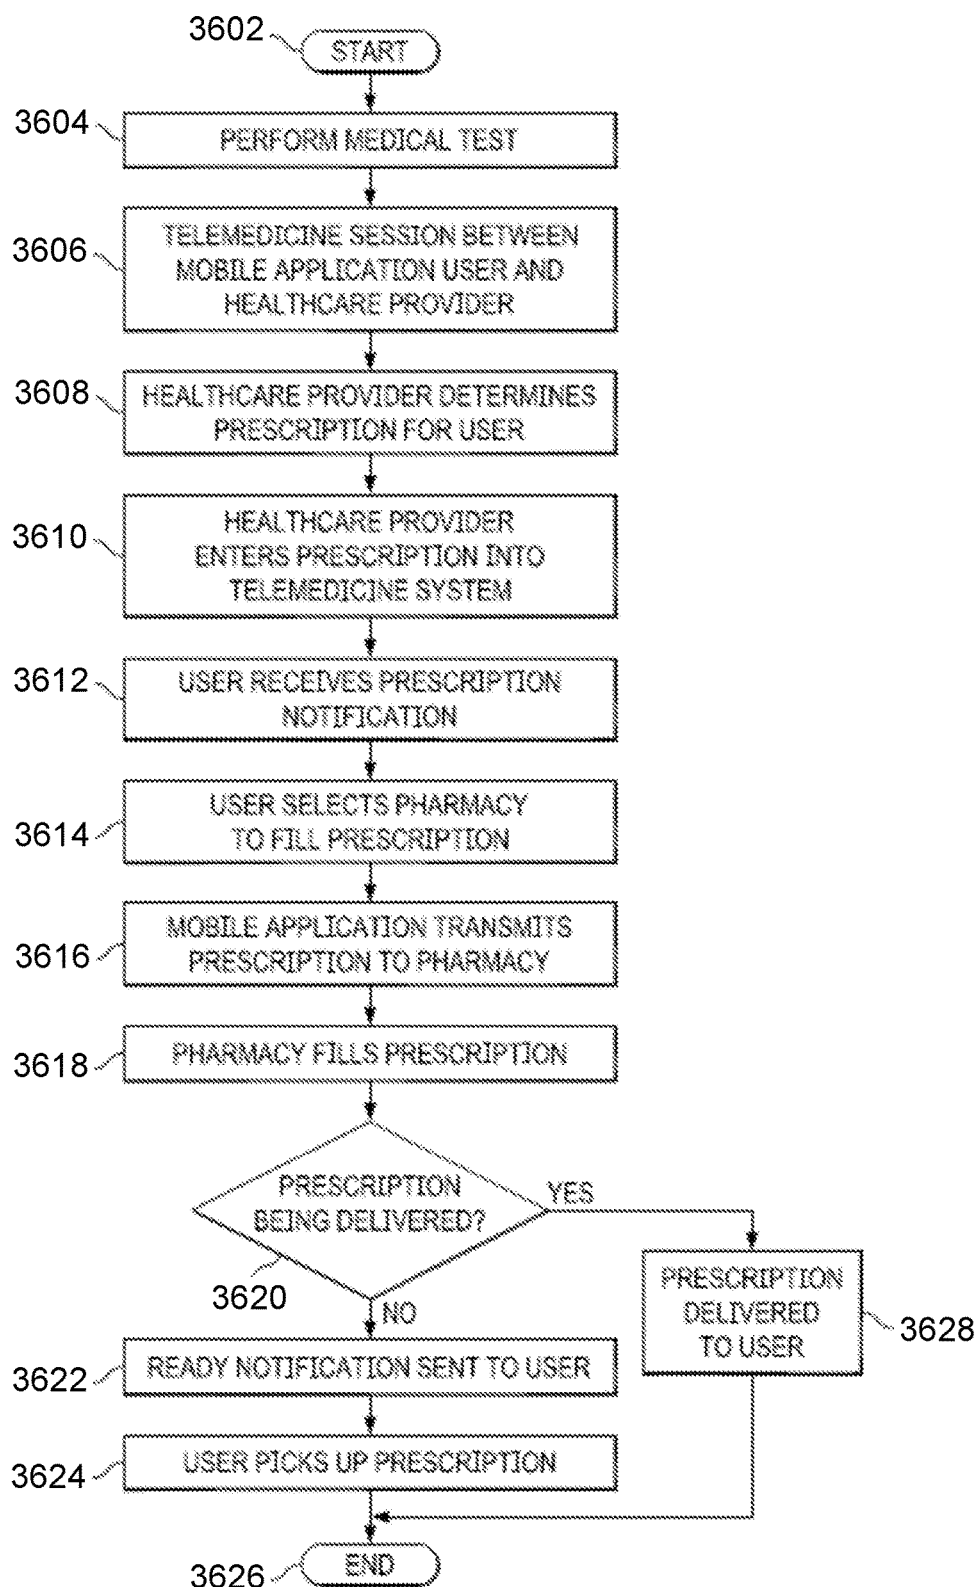 3602
START
3604
PERFORM MEDICAL TEST
3606
TELEMEDICINE SESSION BETWEEN
MOBILE APPLICATION USER AND
HEALTHCARE PROVIDER
3608
HEALTHCARE PROVIDER DETERMINES
PRESCRIPTION FOR USER
3610
HEALTHCARE PROVIDER
ENTERS PRESCRIPTION INTO
TELEMEDICINE SYSTEM
3612
USER RECEIVES PRESCRIPTION
NOTIFICATION
3614
USER SELECTS PHARMACY
TO FILL PRESCRIPTION
3616
MOBILE APPLICATION TRANSMITS
PRESCRIPTION TO PHARMACY
3618
PHARMACY FILLS PRESCRIPTION
PRESCRIPTION
BEING DELIVERED?
YES
3620
NO
PRESCRIPTION
DELIVERED
TO USER
3628
3622
READY NOTIFICATION SENT TO USER
3624
USER PICKS UP PRESCRIPTION
END
3626